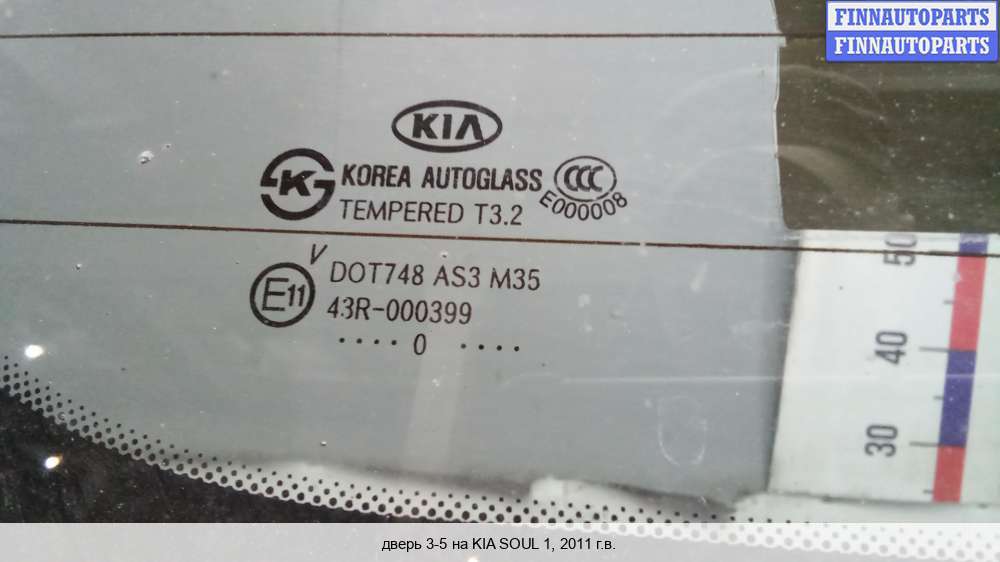 FINNAUTOPARTS
FINNAUTOPARTS
KIA
K
KOREA AUTOGLASS
CCC
E000008
TEMPERED T3.2
V
DOT748 AS3 M35
E11
43R-000399
.... 0 ....
50
40
30
дверь 3-5 на KIA SOUL 1, 2011 г.в.